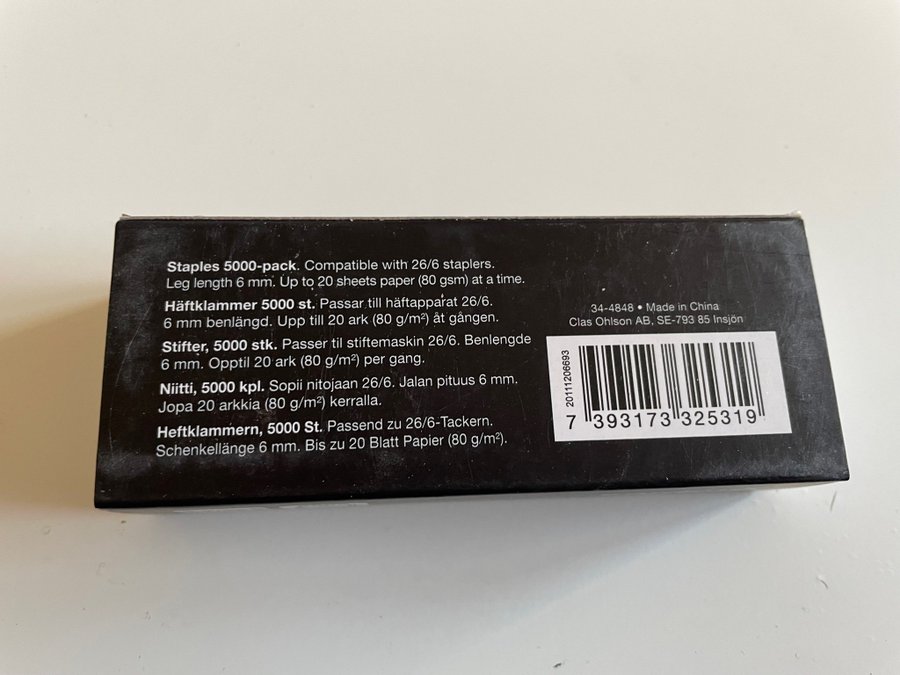 Staples 5000-pack. Compatible with 26/6 staplers.
Leg length 6 mm. Up to 20 sheets paper (80 gsm) at a time.
Häftklammer 5000 st. Passar till häftapparat 26/6.
6 mm benlängd. Upp till 20 ark (80 g/m²) åt gången.
Stifter, 5000 stk. Passer til stiftemaskin 26/6. Benlengde
6 mm. Opptil 20 ark (80 g/m²) per gang.
Niitti, 5000 kpl. Sopii nitojaan 26/6. Jalan pituus 6 mm.
Jopa 20 arkkia (80 g/m²) kerralla.
Heftklammern, 5000 St. Passend zu 26/6-Tackern.
Schenkellänge 6 mm. Bis zu 20 Blatt Papier (80 g/m²).
34-4848 • Made in China
Clas Ohlson AB, SE-793 85 Insjön
20111206693
7 393173 325319